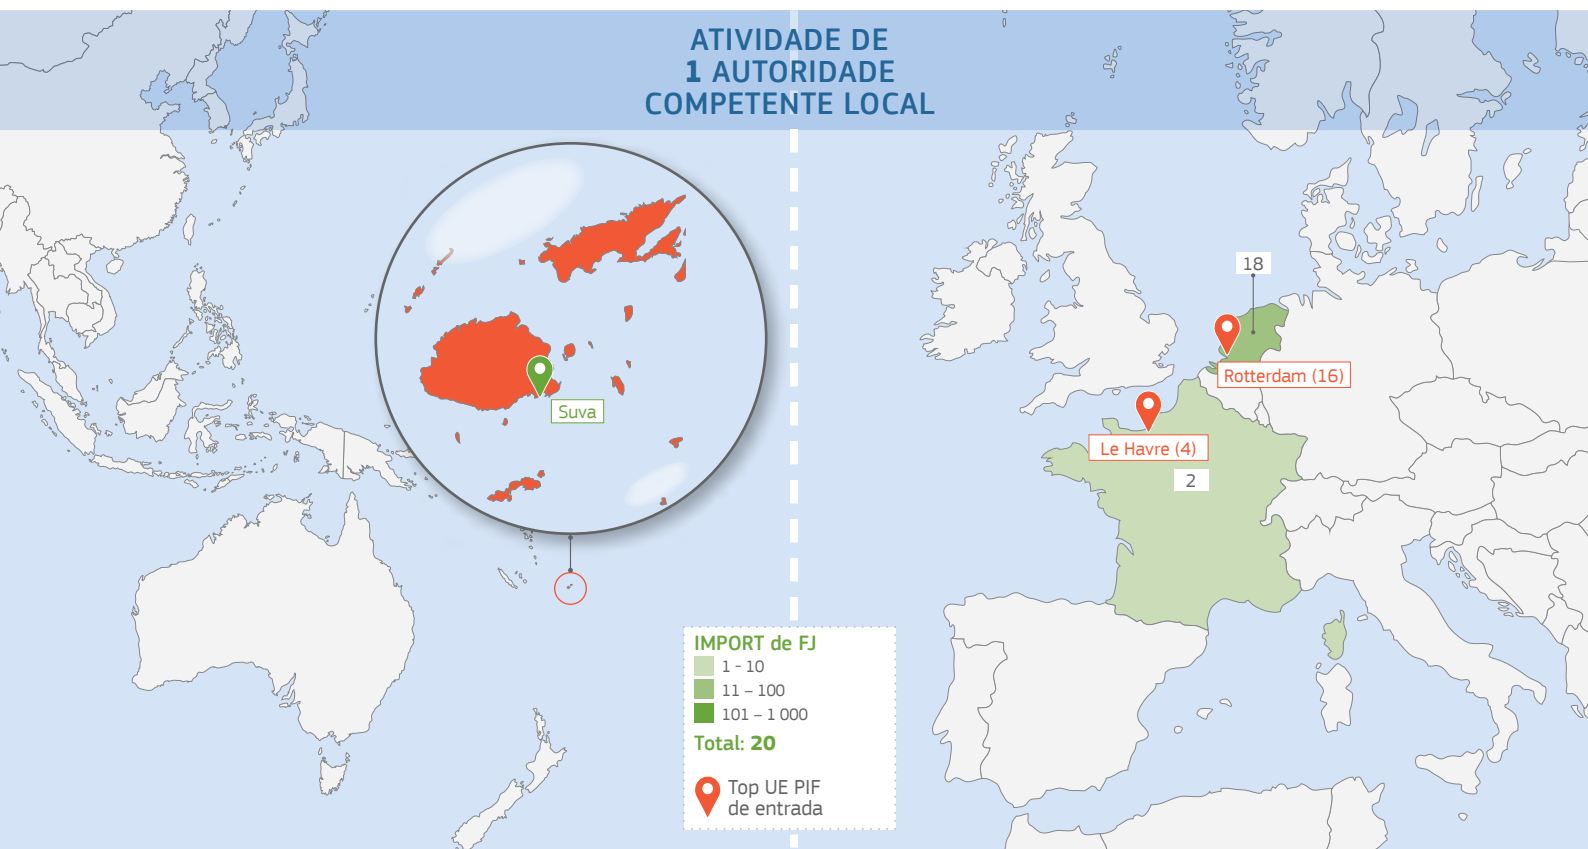 ATIVIDADE DE
1 AUTORIDADE
COMPETENTE LOCAL
Suva
18
Rotterdam (16)
Le Havre (4)
2
IMPORT de FJ
1 - 10
11 – 100
101 – 1 000
Total: 20
Top UE PIF
de entrada